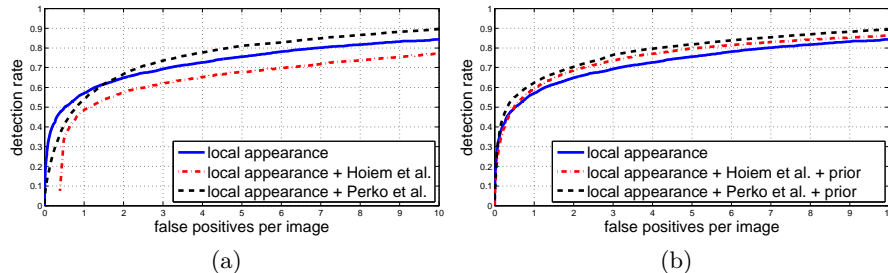 1
0.9
0.8
0.7
0.6
0.5
0.4
0.3
0.2
0.1
0
detection rate
local appearance
local appearance + Hoiem et al.
local appearance + Perko et al.
0 1 2 3 4 5 6 7 8 9 10
false positives per image
(a)
1
0.9
0.8
0.7
0.6
0.5
0.4
0.3
0.2
0.1
0
detection rate
local appearance
local appearance + Hoiem et al. + prior
local appearance + Perko et al. + prior
0 1 2 3 4 5 6 7 8 9
false positives per image
(b)